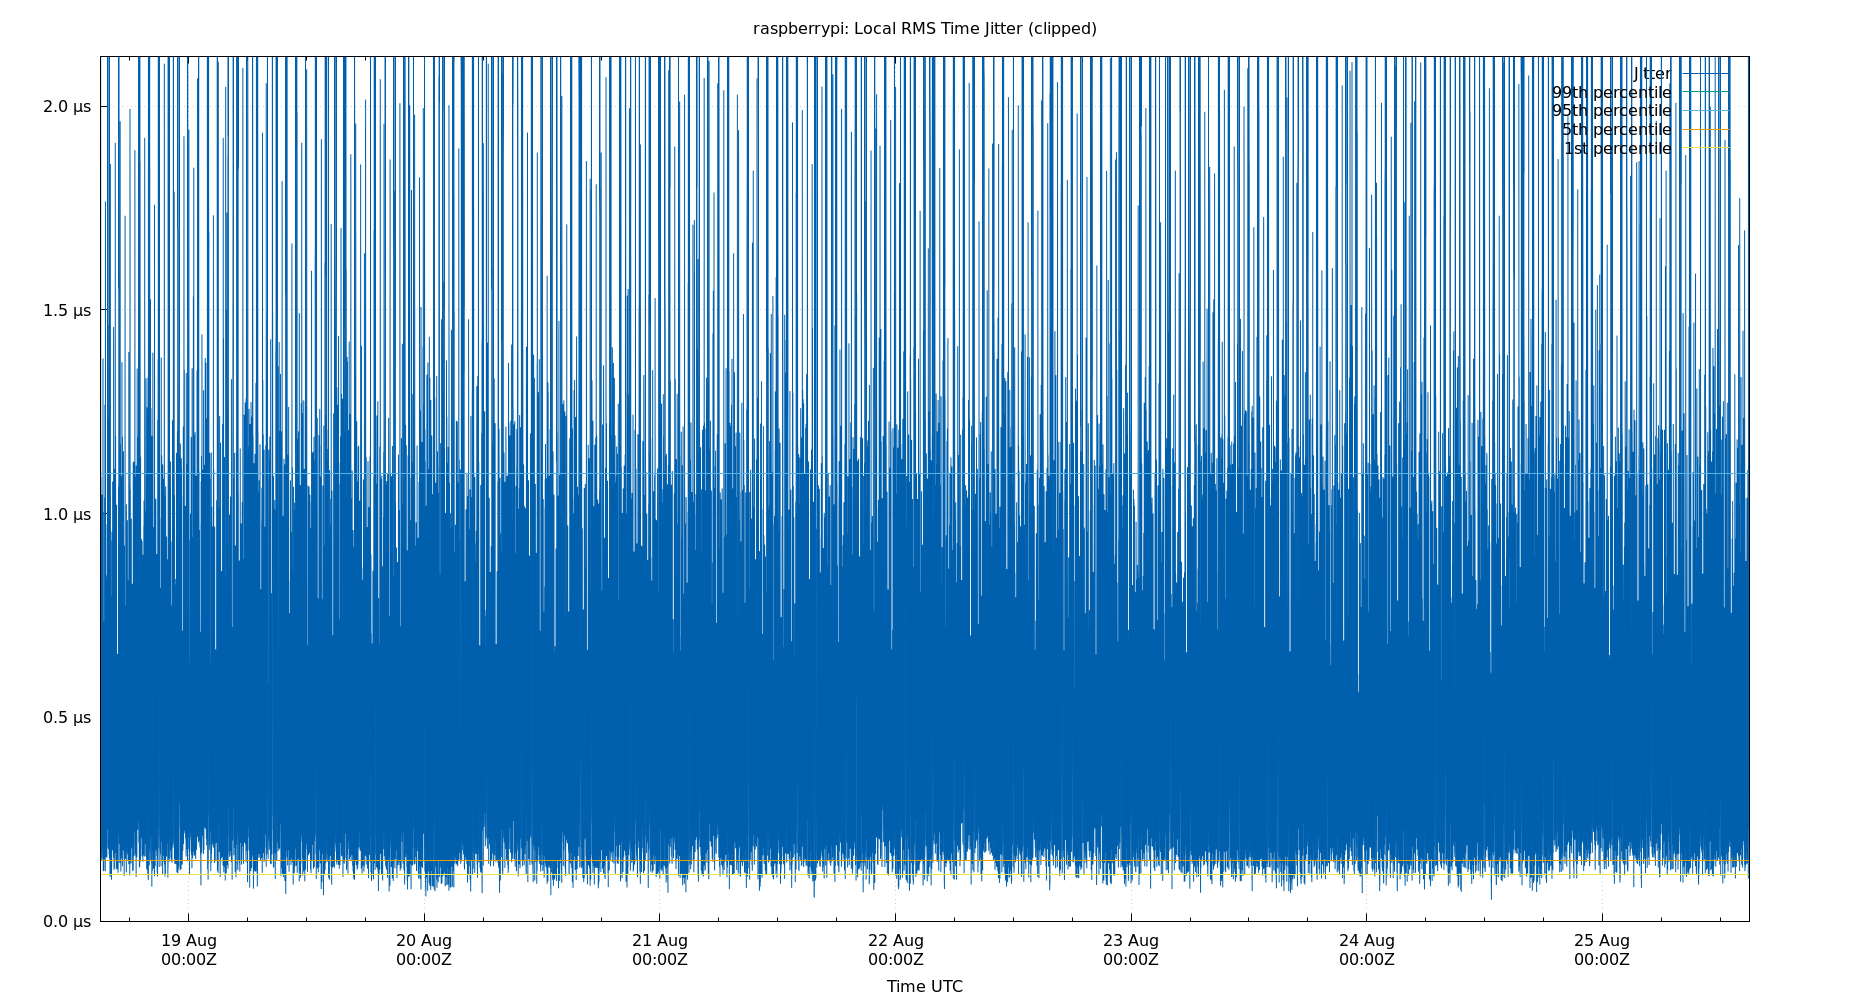 raspberrypi: Local RMS Time Jitter (clipped)
Jitter
99th percentile
95th percentile
5th percentile
1st percentile
2.0 µs
1.5 µs
1.0 µs
0.5 µs
0.0 µs
19 Aug 20 Aug 21 Aug 22 Aug 23 Aug 24 Aug 25 Aug
00:00Z 00:00Z 00:00Z 00:00Z 00:00Z 00:00Z 00:00Z
Time UTC